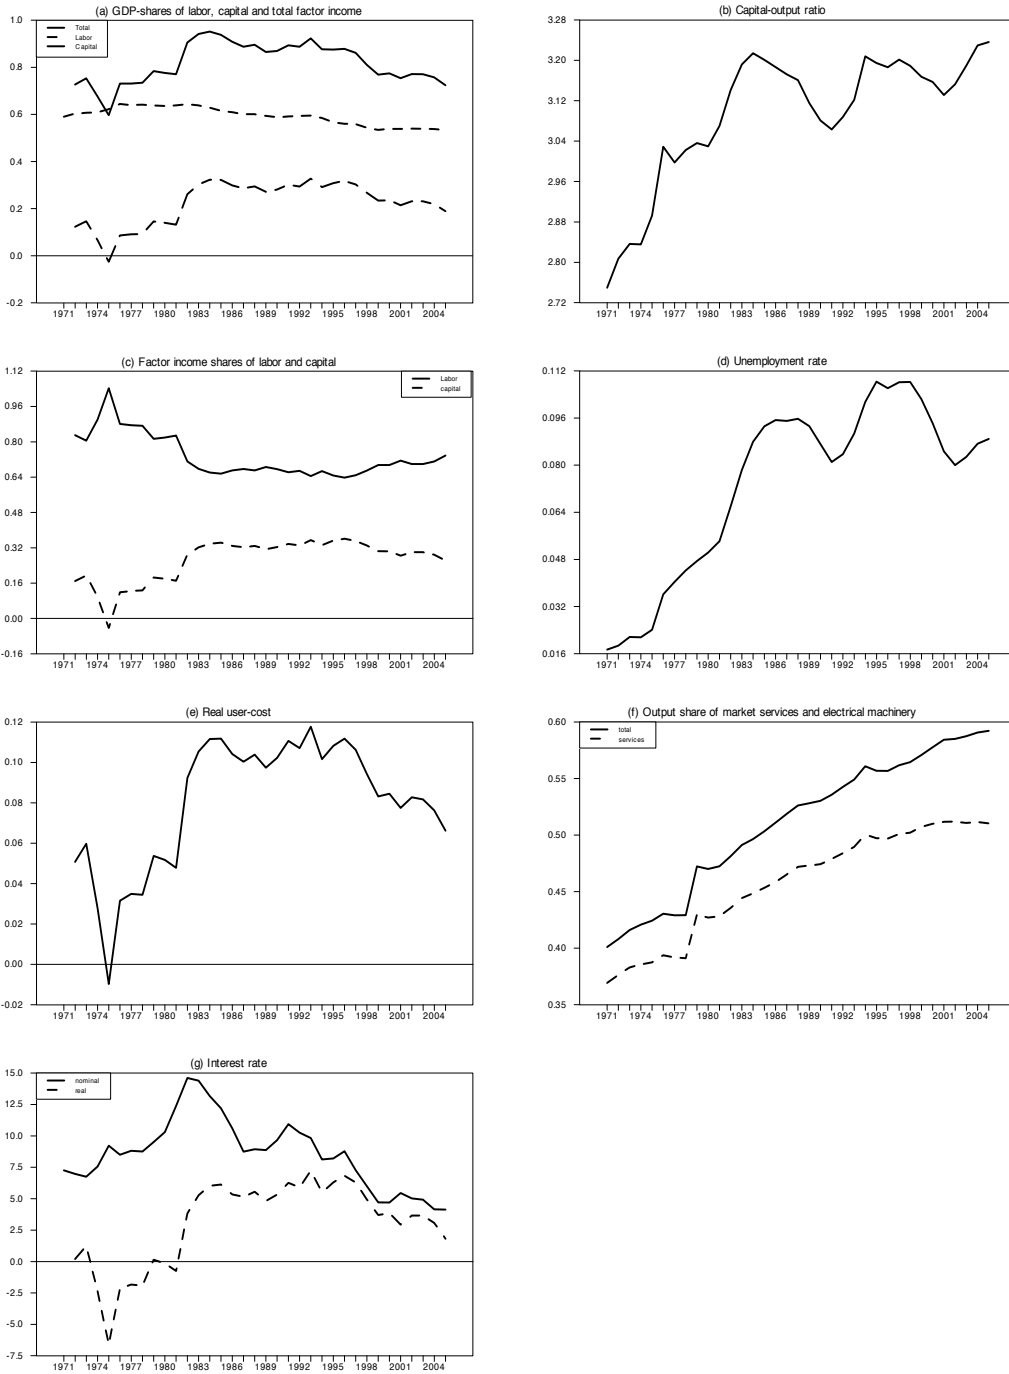 (a) GDP-shares of labor, capital and total factor income
Total
Labor
Capital
1.0
0.8
0.6
0.4
0.2
0.0
-0.2
1971 1974 1977 1980 1983 1986 1989 1992 1995 1998 2001 2004
(b) Capital-output ratio
3.28
3.20
3.12
3.04
2.96
2.88
2.80
2.72
1971 1974 1977 1980 1983 1986 1989 1992 1995 1998 2001 2004
(c) Factor income shares of labor and capital
Labor
capital
1.12
0.96
0.80
0.64
0.48
0.32
0.16
0.00
-0.16
1971 1974 1977 1980 1983 1986 1989 1992 1995 1998 2001 2004
(d) Unemployment rate
0.112
0.096
0.080
0.064
0.048
0.032
0.016
1971 1974 1977 1980 1983 1986 1989 1992 1995 1998 2001 2004
(e) Real user-cost
0.12
0.10
0.08
0.06
0.04
0.02
0.00
-0.02
1971 1974 1977 1980 1983 1986 1989 1992 1995 1998 2001 2004
(f) Output share of market services and electrical machinery
total
services
0.60
0.55
0.50
0.45
0.40
0.35
1971 1974 1977 1980 1983 1986 1989 1992 1995 1998 2001 2004
(g) Interest rate
nominal
real
15.0
12.5
10.0
7.5
5.0
2.5
0.0
-2.5
-5.0
-7.5
1971 1974 1977 1980 1983 1986 1989 1992 1995 1998 2001 2004